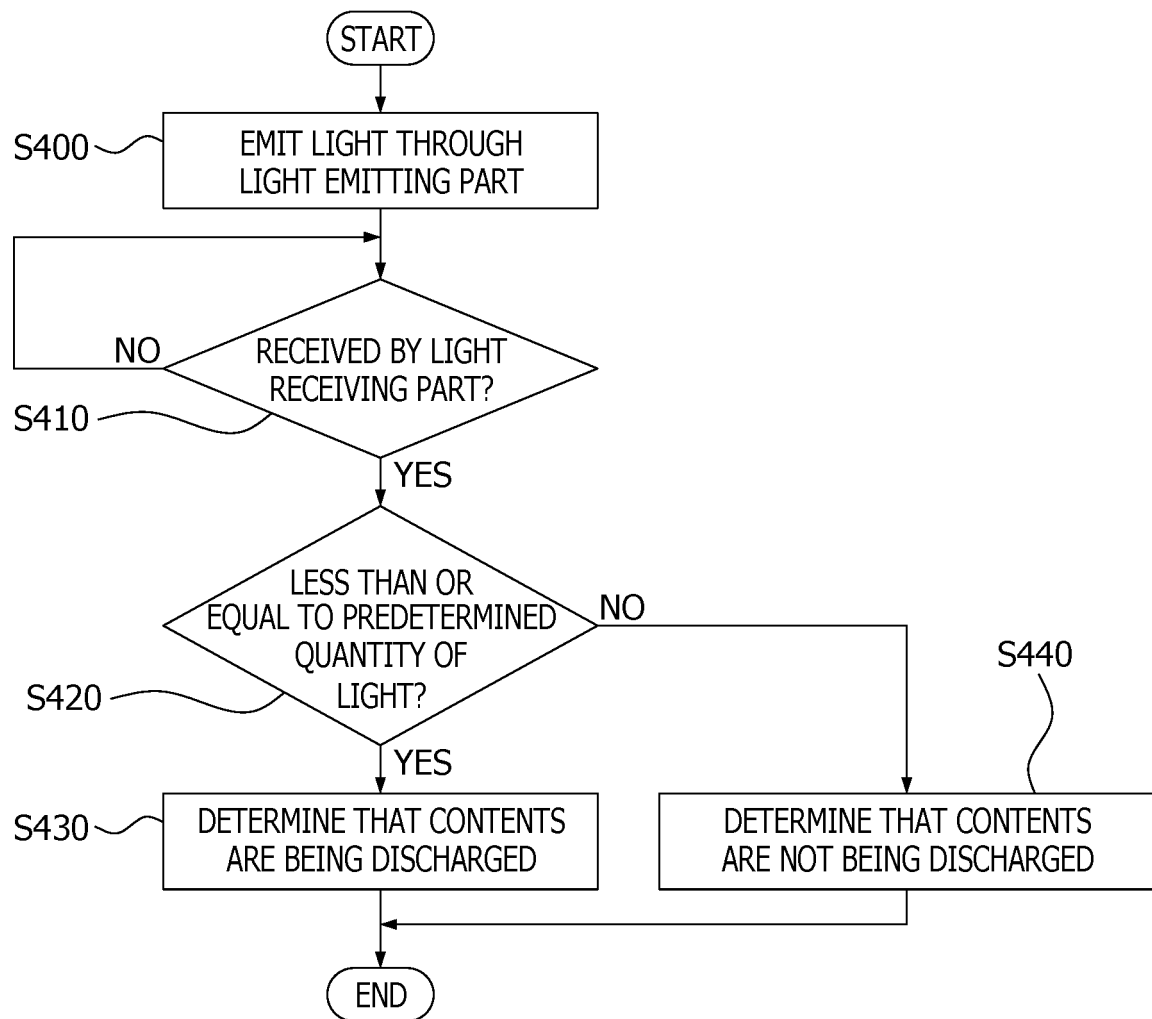 START
S400
EMIT LIGHT THROUGH
LIGHT EMITTING PART
NO
RECEIVED BY LIGHT
RECEIVING PART?
S410
YES
LESS THAN OR
EQUAL TO PREDETERMINED
QUANTITY OF
LIGHT?
NO
S420
S440
YES
S430
DETERMINE THAT CONTENTS
ARE BEING DISCHARGED
DETERMINE THAT CONTENTS
ARE NOT BEING DISCHARGED
END